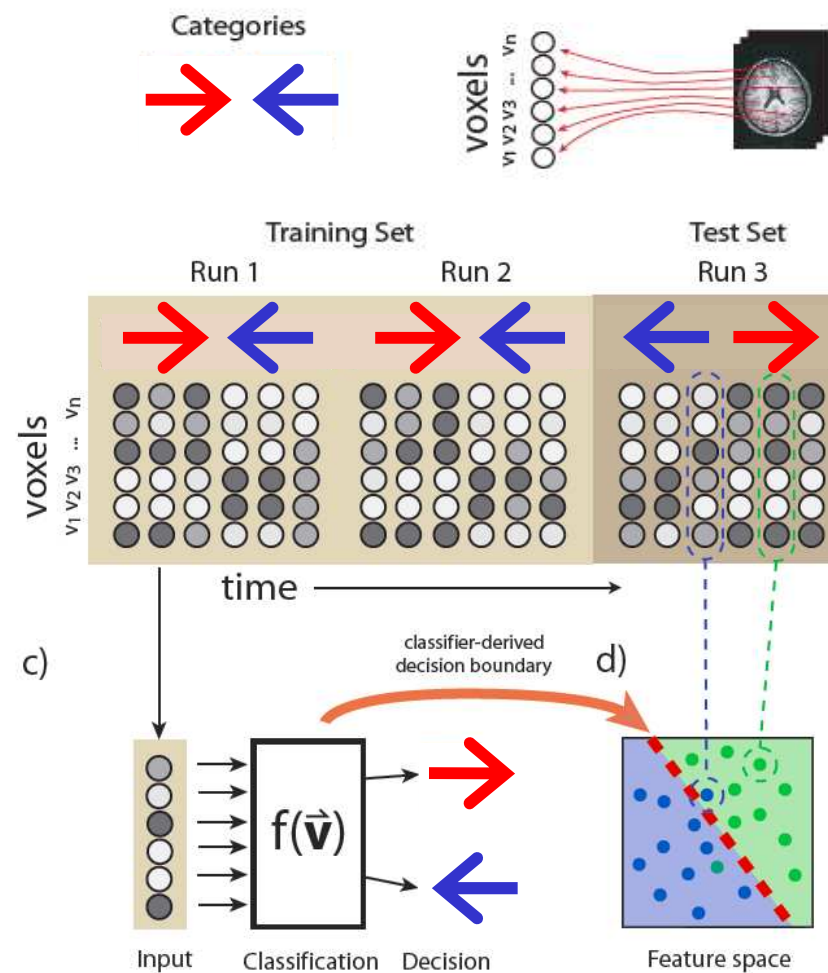 Categories
voxels
v1 v2 v3 ... vn
Training Set
Test Set
Run 1
Run 2
Run 3
voxels
v1 v2 v3 ... vn
time
c)
classifier-derived
decision boundary
d)
f(v⃗)
Input
Classification
Decision
Feature space